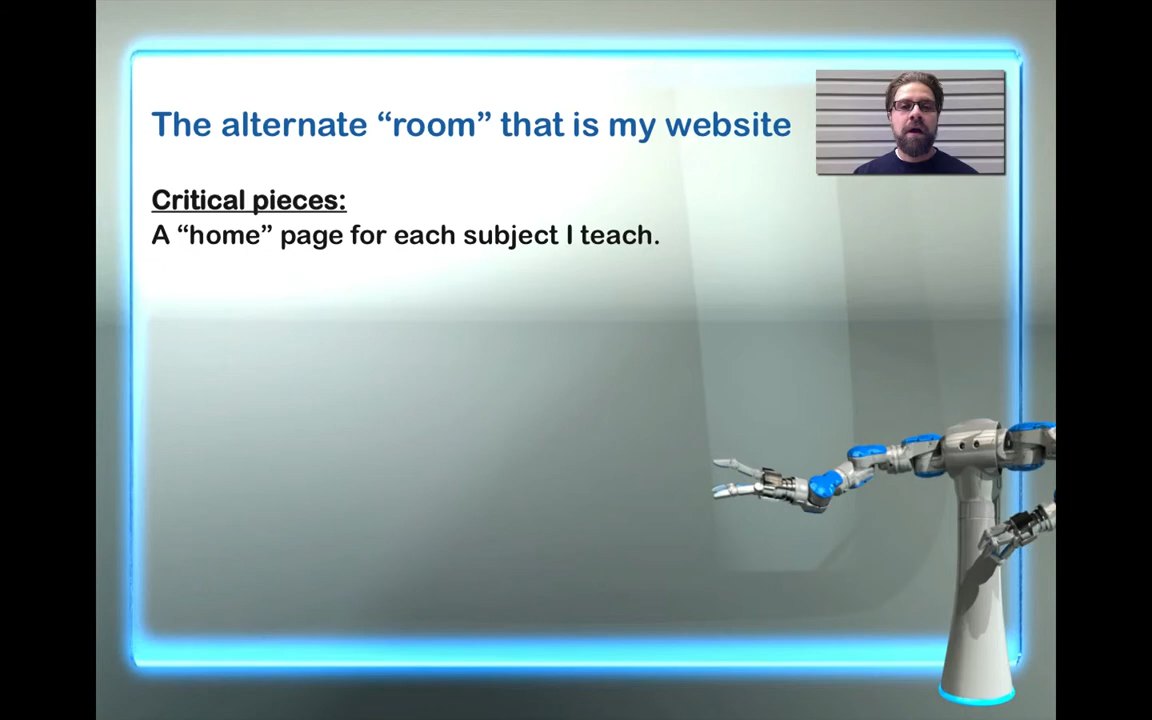 The alternate “room” that is my website
Critical pieces:
A “home” page for each subject I teach.